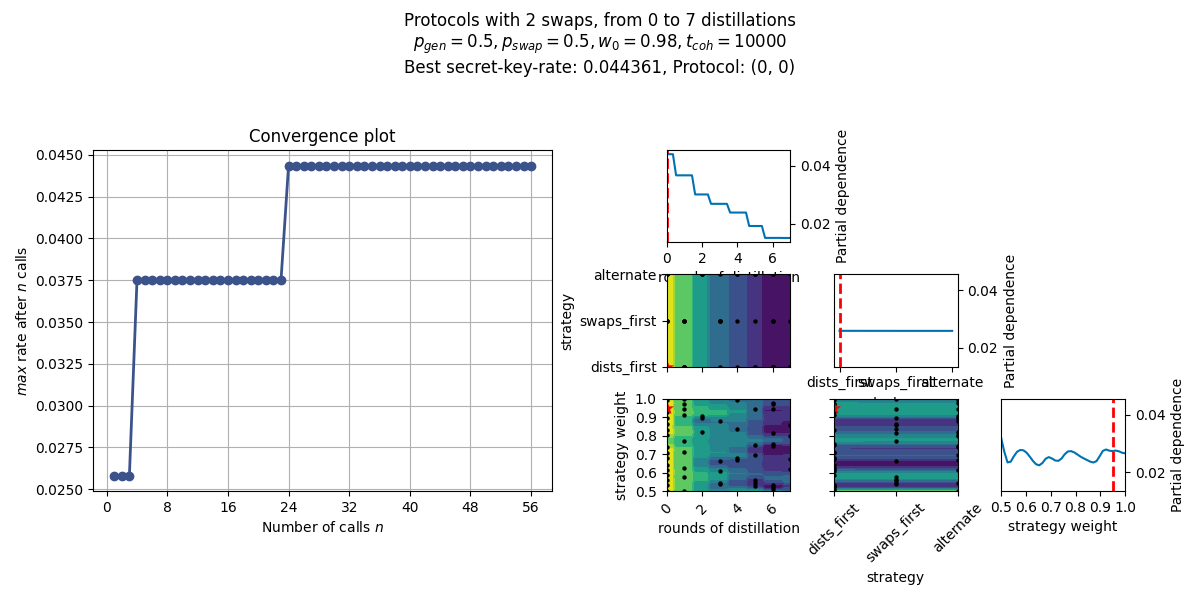 Protocols with 2 swaps, from 0 to 7 distillations
p_gen = 0.5, p_swap = 0.5, w_0 = 0.98, t_coh = 10000
Best secret-key-rate: 0.044361, Protocol: (0, 0)
Convergence plot
max rate after n calls
0.0450
0.0425
0.0400
0.0375
0.0350
0.0325
0.0300
0.0275
0.0250
0 8 16 24 32 40 48 56
Number of calls n
0.04
0.02
Partial dependence
0 2 4 6
strategy
alternate
swaps_first
dists_first
0.04
0.02
Partial dependence
dists_first swaps_first alternate
strategy weight
1.0
0.9
0.8
0.7
0.6
0.5
0 2 4 6
rounds of distillation
dists_first
swaps_first
alternate
strategy
0.04
0.02
Partial dependence
0.5 0.6 0.7 0.8 0.9 1.0
strategy weight